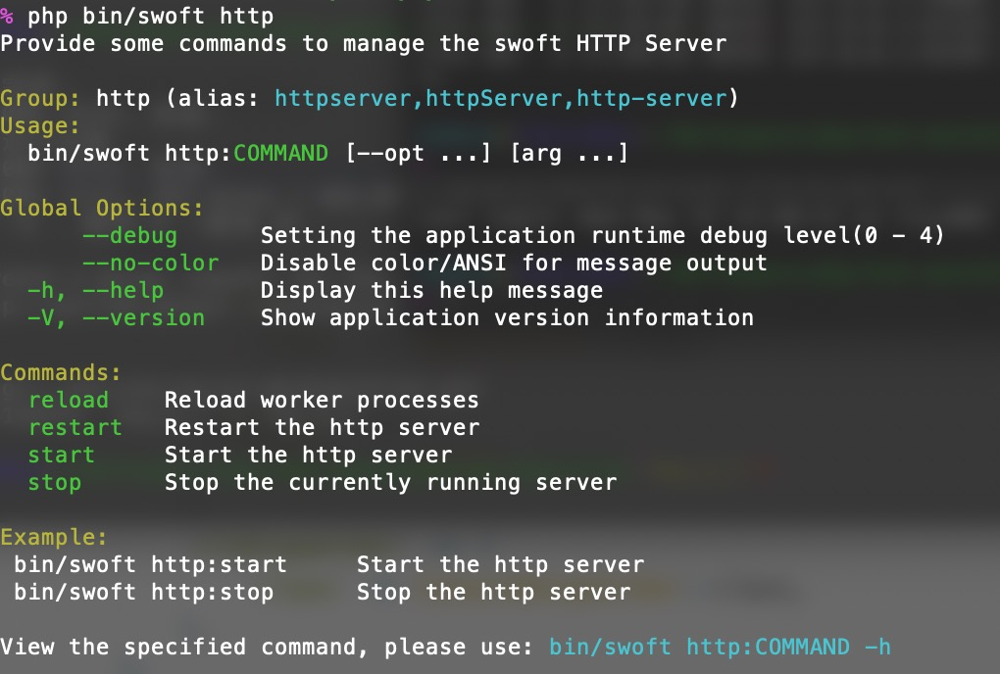 % php bin/swoft http
Provide some commands to manage the swoft HTTP Server
Group: http (alias: httpserver,httpServer,http-server)
Usage:
  bin/swoft http:COMMAND [--opt ...] [arg ...]
Global Options:
      --debug      Setting the application runtime debug level(0 - 4)
      --no-color   Disable color/ANSI for message output
  -h, --help       Display this help message
  -V, --version    Show application version information
Commands:
  reload    Reload worker processes
  restart   Restart the http server
  start     Start the http server
  stop      Stop the currently running server
Example:
 bin/swoft http:start     Start the http server
 bin/swoft http:stop      Stop the http server
View the specified command, please use: bin/swoft http:COMMAND -h